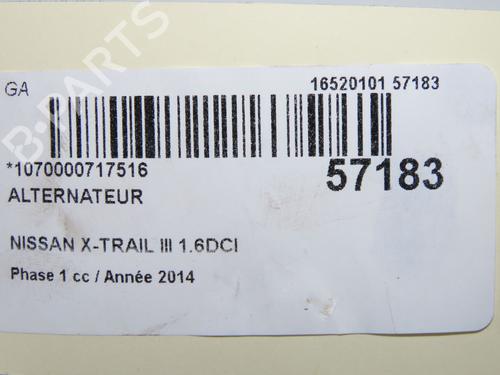 GA
16520101 57183
*1070000717516
57183
ALTERNATEUR
NISSAN X-TRAIL III 1.6DCI
Phase 1 cc / Année 2014
B-PARTS